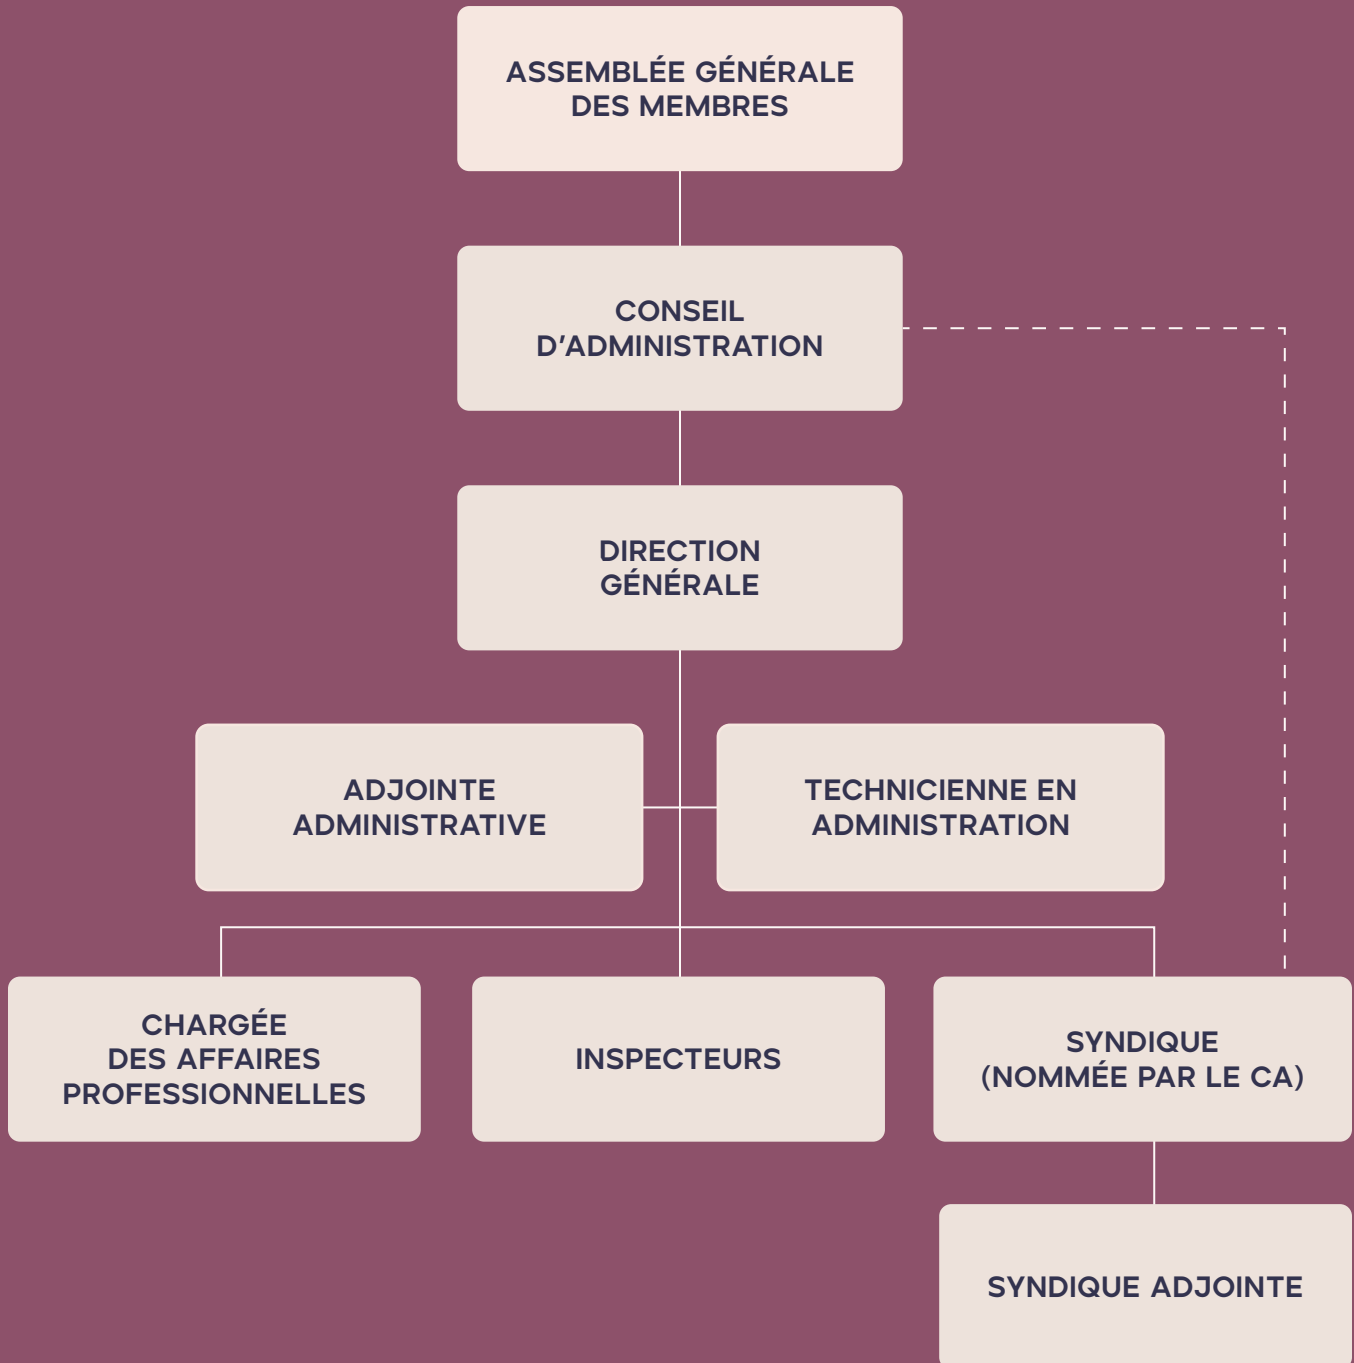 ASSEMBLÉE GÉNÉRALE
DES MEMBRES
CONSEIL
D’ADMINISTRATION
DIRECTION
GÉNÉRALE
ADJOINTE
ADMINISTRATIVE
TECHNICIENNE EN
ADMINISTRATION
CHARGÉE
DES AFFAIRES
PROFESSIONNELLES
INSPECTEURS
SYNDIQUE
(NOMMÉE PAR LE CA)
SYNDIQUE ADJOINTE